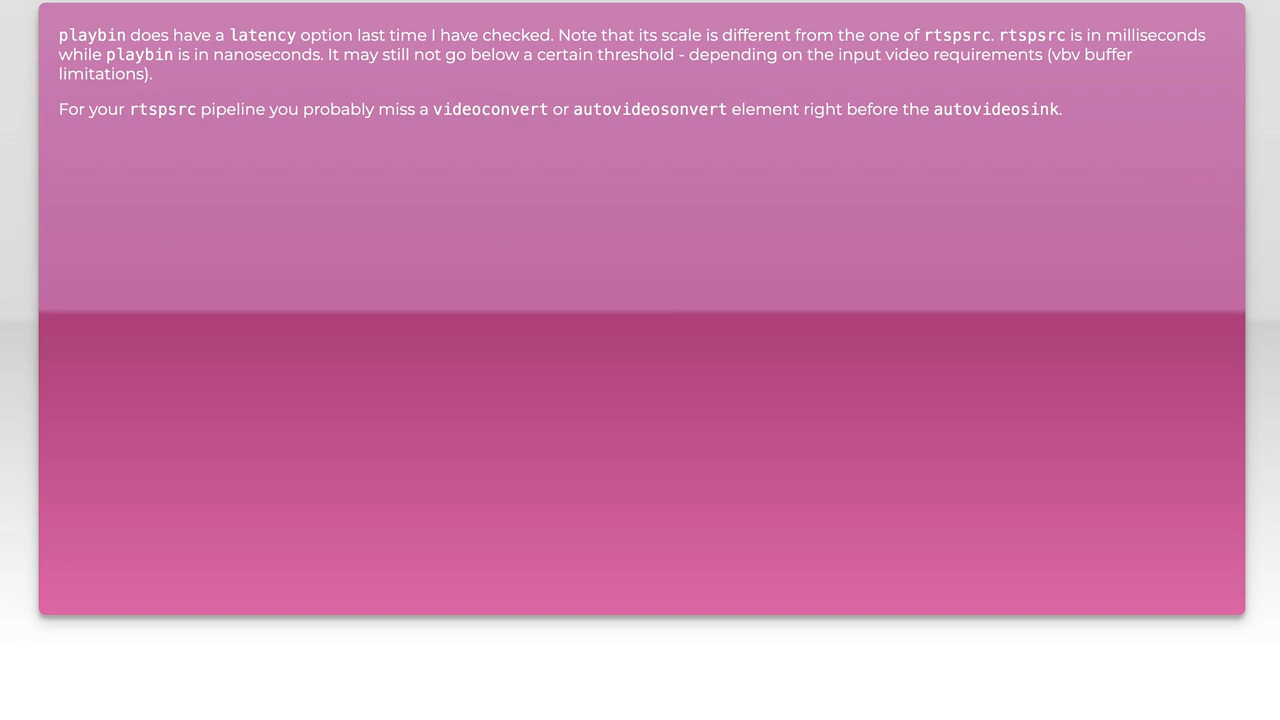 playbin does have a latency option last time I have checked. Note that its scale is different from the one of rtspsrc. rtspsrc is in milliseconds
while playbin is in nanoseconds. It may still not go below a certain threshold - depending on the input video requirements (vbv buffer
limitations).
For your rtspsrc pipeline you probably miss a videoconvert or autovideosonvert element right before the autovideosink.